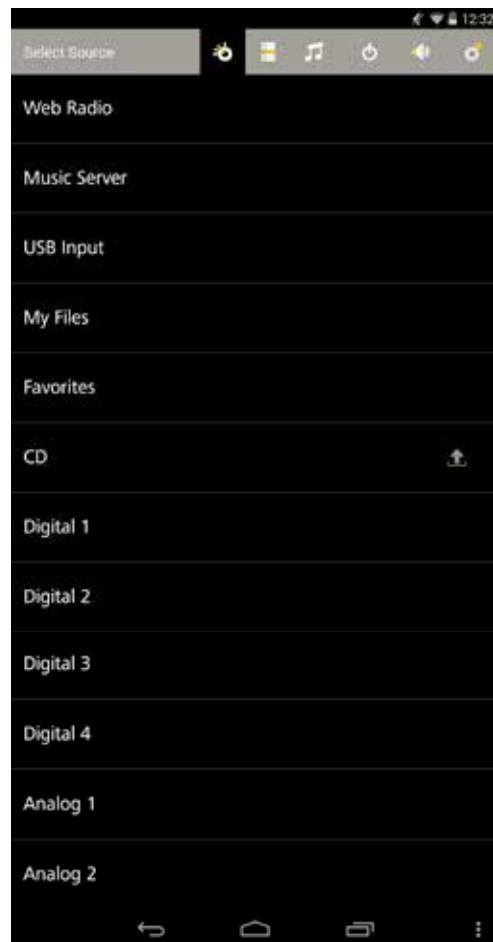 12:32
Select Source
Web Radio
Music Server
USB Input
My Files
Favorites
CD
Digital 1
Digital 2
Digital 3
Digital 4
Analog 1
Analog 2